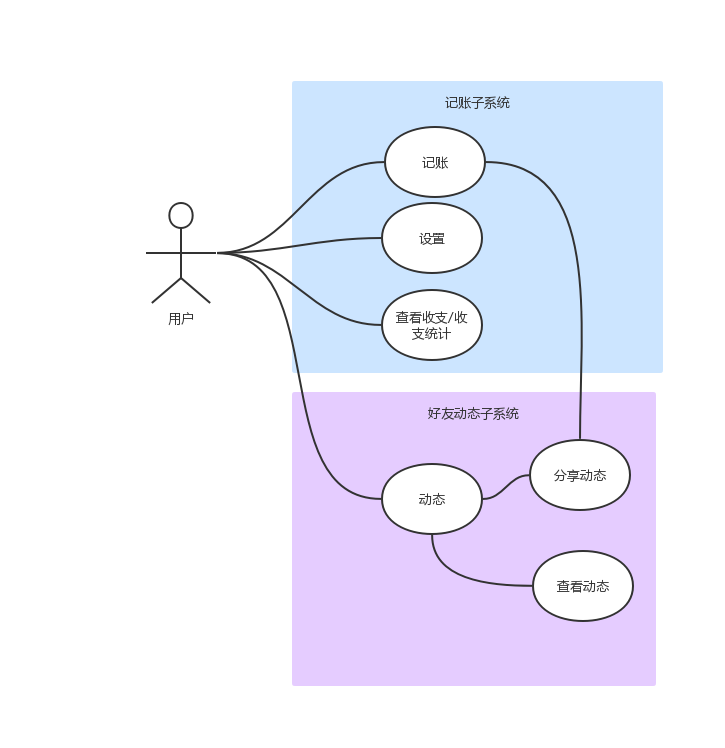 记账子系统
记账
设置
用户
查看收支/收
支统计
好友动态子系统
动态
分享动态
查看动态